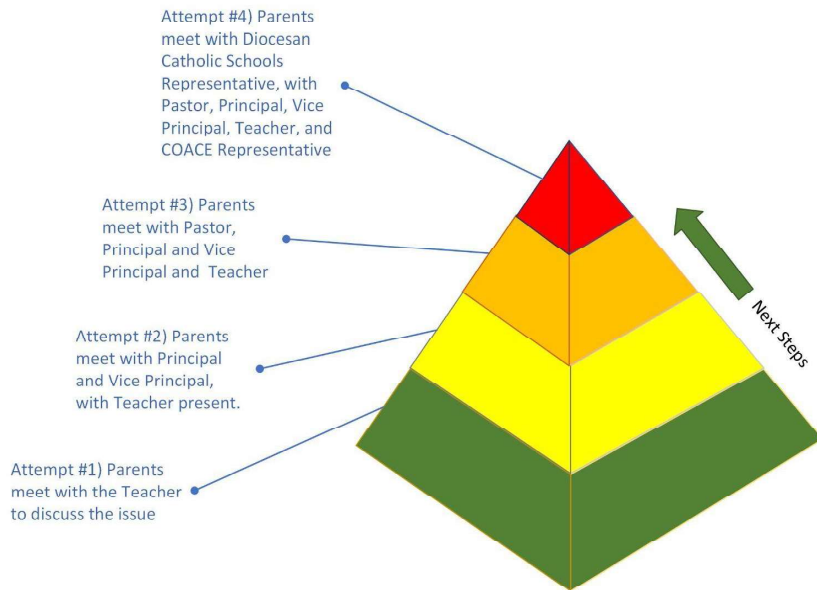 Attempt #4) Parents
meet with Diocesan
Catholic Schools
Representative, with
Pastor, Principal, Vice
Principal, Teacher, and
COACE Representative
Attempt #3) Parents
meet with Pastor,
Principal and Vice
Principal and Teacher
Next Steps
Attempt #2) Parents
meet with Principal
and Vice Principal,
with Teacher present.
Attempt #1) Parents
meet with the Teacher
to discuss the issue